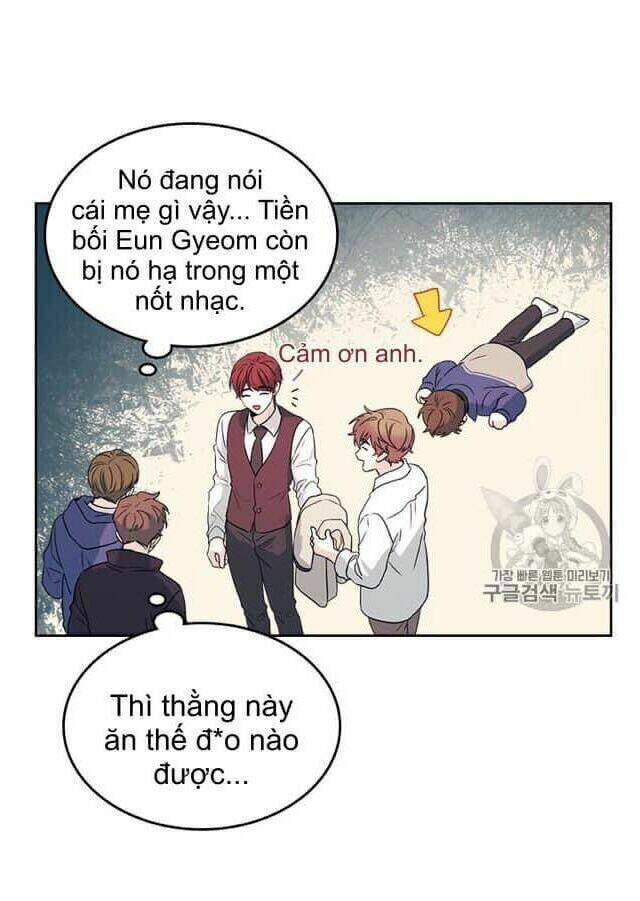 Nó đang nói
cái mẹ gì vậy... Tiền
bối Eun Gyeom còn
bị nó hạ trong một
nốt nhạc.
Cảm ơn anh.
가장 빠른 웹툰 미리보기
구글검색 뉴토끼
Thì thằng này
ăn thế đ*o nào
được...